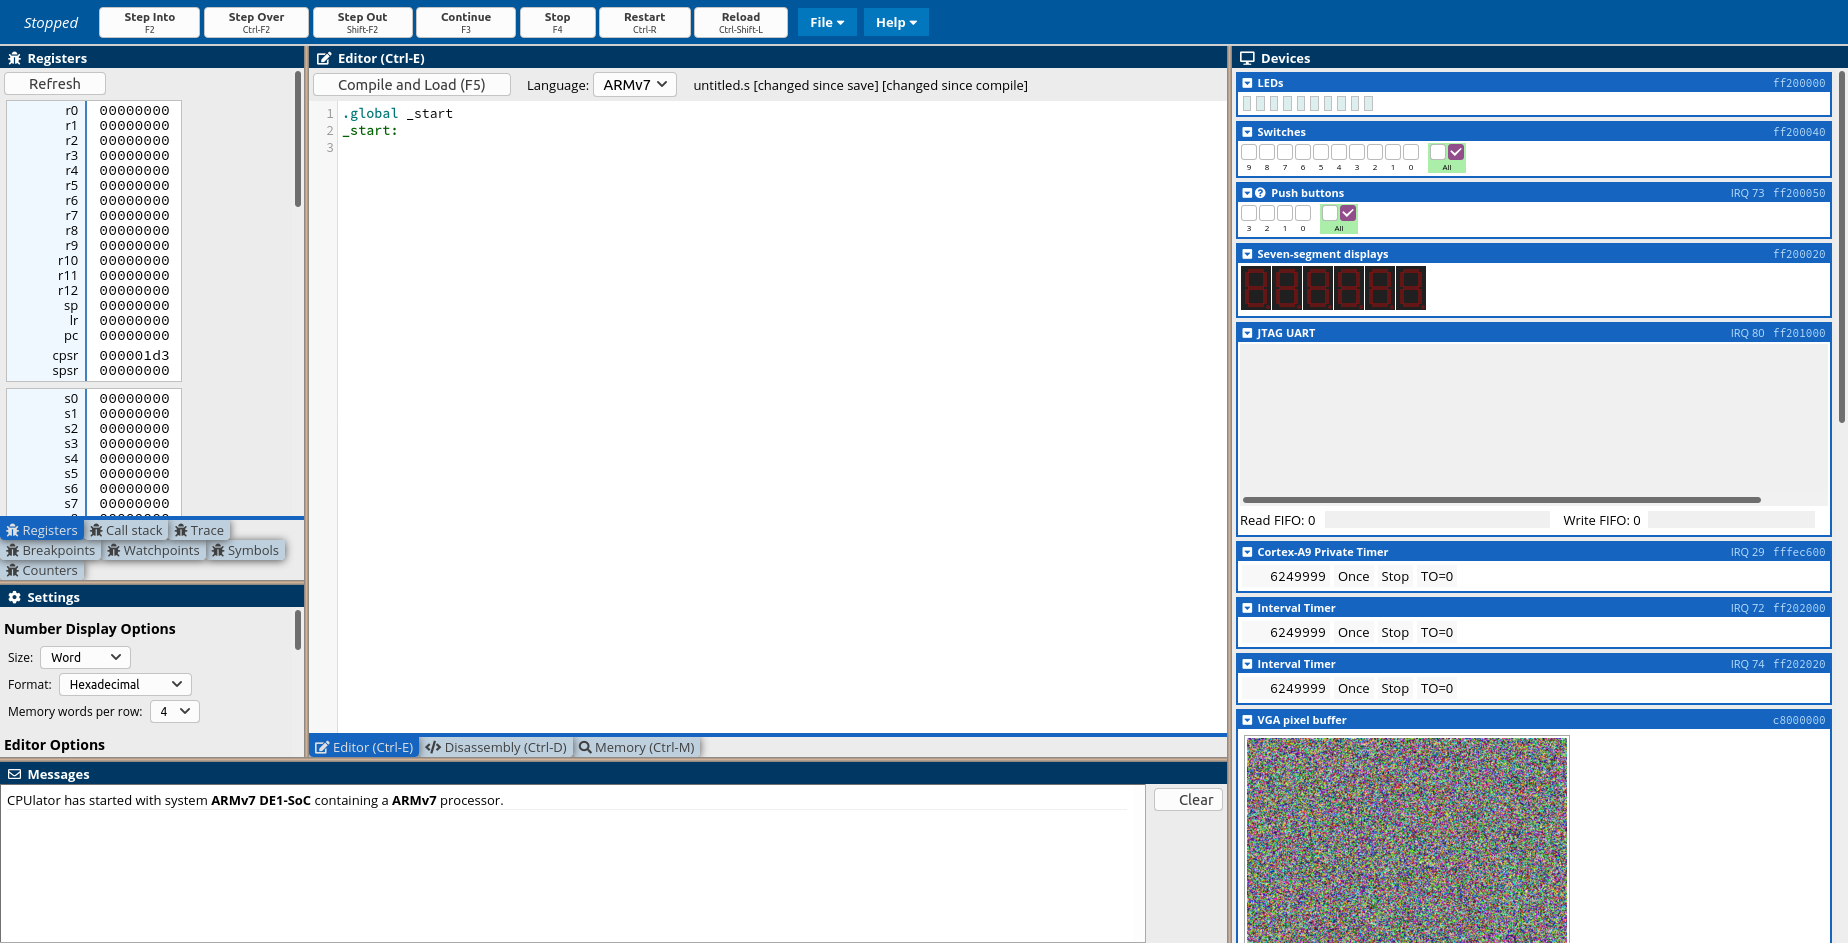 Stopped
Step Into
F2
Step Over
Ctrl-F2
Step Out
Shift-F2
Continue
F3
Stop
F4
Restart
Ctrl-R
Reload
Ctrl-Shift-L
File
Help
Registers
Refresh
r0 00000000
r1 00000000
r2 00000000
r3 00000000
r4 00000000
r5 00000000
r6 00000000
r7 00000000
r8 00000000
r9 00000000
r10 00000000
r11 00000000
r12 00000000
sp 00000000
lr 00000000
pc 00000000
cpsr 000001d3
spsr 00000000
s0 00000000
s1 00000000
s2 00000000
s3 00000000
s4 00000000
s5 00000000
s6 00000000
s7 00000000
Registers Call stack Trace
Breakpoints Watchpoints Symbols
Counters
Settings
Number Display Options
Size: Word
Format: Hexadecimal
Memory words per row: 4
Editor Options
Editor (Ctrl-E)
Compile and Load (F5) Language: ARMv7 untitled.s [changed since save] [changed since compile]
1 .global _start
2 _start:
3
Editor (Ctrl-E) Disassembly (Ctrl-D) Memory (Ctrl-M)
Messages
CPUlator has started with system ARMv7 DE1-SoC containing a ARMv7 processor.
Clear
Devices
LEDs ff200000
Switches ff200040
9 8 7 6 5 4 3 2 1 0 All
Push buttons IRQ 73 ff200050
3 2 1 0 All
Seven-segment displays ff200020
JTAG UART IRQ 80 ff201000
Read FIFO: 0 Write FIFO: 0
Cortex-A9 Private Timer IRQ 29 fffec600
6249999 Once Stop TO=0
Interval Timer IRQ 72 ff202000
6249999 Once Stop TO=0
Interval Timer IRQ 74 ff202020
6249999 Once Stop TO=0
VGA pixel buffer c8000000